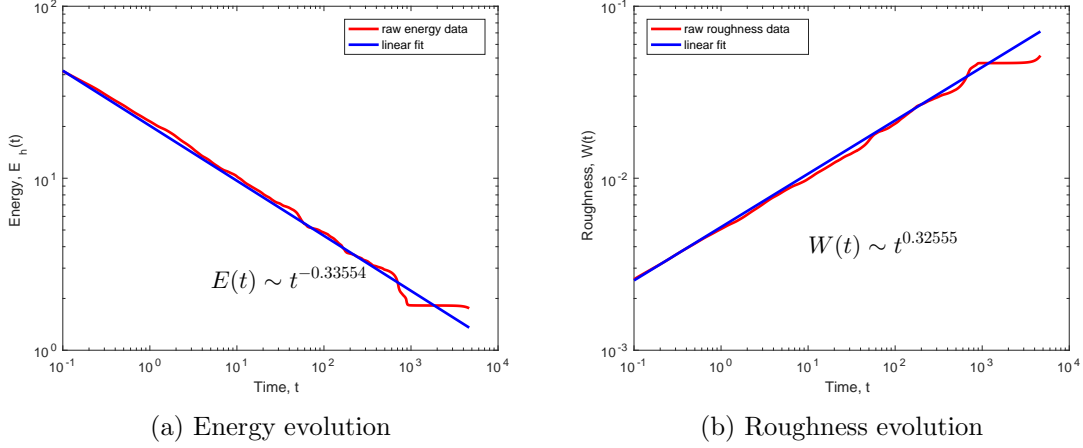 10^2
10^1
10^0
Energy, E_h(t)
raw energy data
linear fit
E(t) ∼ t^{-0.33554}
10^{-1} 10^0 10^1 10^2 10^3 10^4
Time, t
(a) Energy evolution
10^{-1}
10^{-2}
10^{-3}
Roughness, W(t)
raw roughness data
linear fit
W(t) ∼ t^{0.32555}
10^{-1} 10^0 10^1 10^2 10^3 10^4
Time, t
(b) Roughness evolution